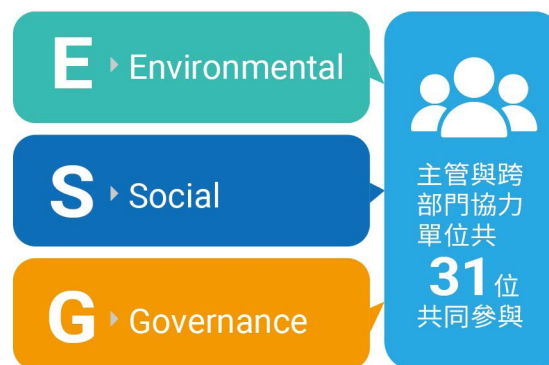 E Environmental
S Social
G Governance
主管與跨
部門協力
單位共
31位
共同參與